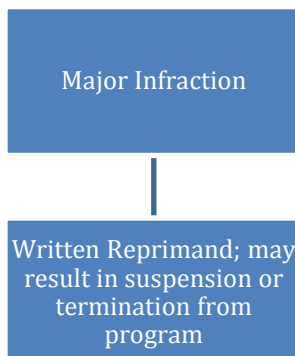 Major Infraction
Written Reprimand; may
result in suspension or
termination from
program